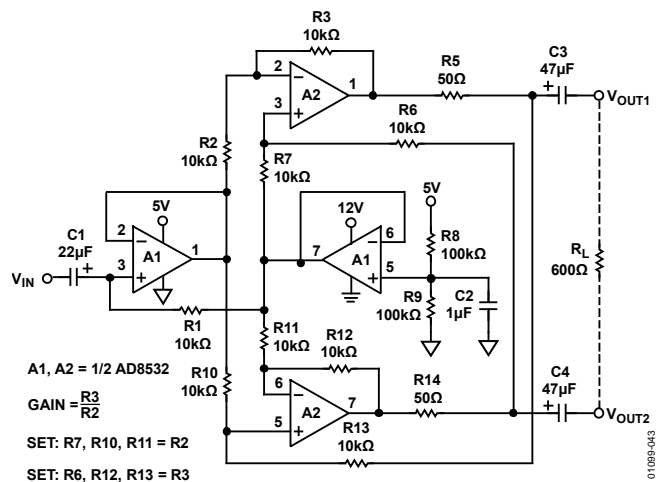 R3
10kΩ
2
A2
1
3
R5
50Ω
C3
47µF
VOUT1
R6
10kΩ
R2
10kΩ
R7
10kΩ
5V
2
A1
1
3
C1
22µF
VIN
12V
6
7
A1
5
5V
R8
100kΩ
R9
100kΩ
C2
1µF
RL
600Ω
R1
10kΩ
R11
10kΩ
R12
10kΩ
R10
10kΩ
6
A2
7
5
R14
50Ω
C4
47µF
VOUT2
R13
10kΩ
A1, A2 = 1/2 AD8532
GAIN = R3
R2
SET: R7, R10, R11 = R2
SET: R6, R12, R13 = R3
01099-043